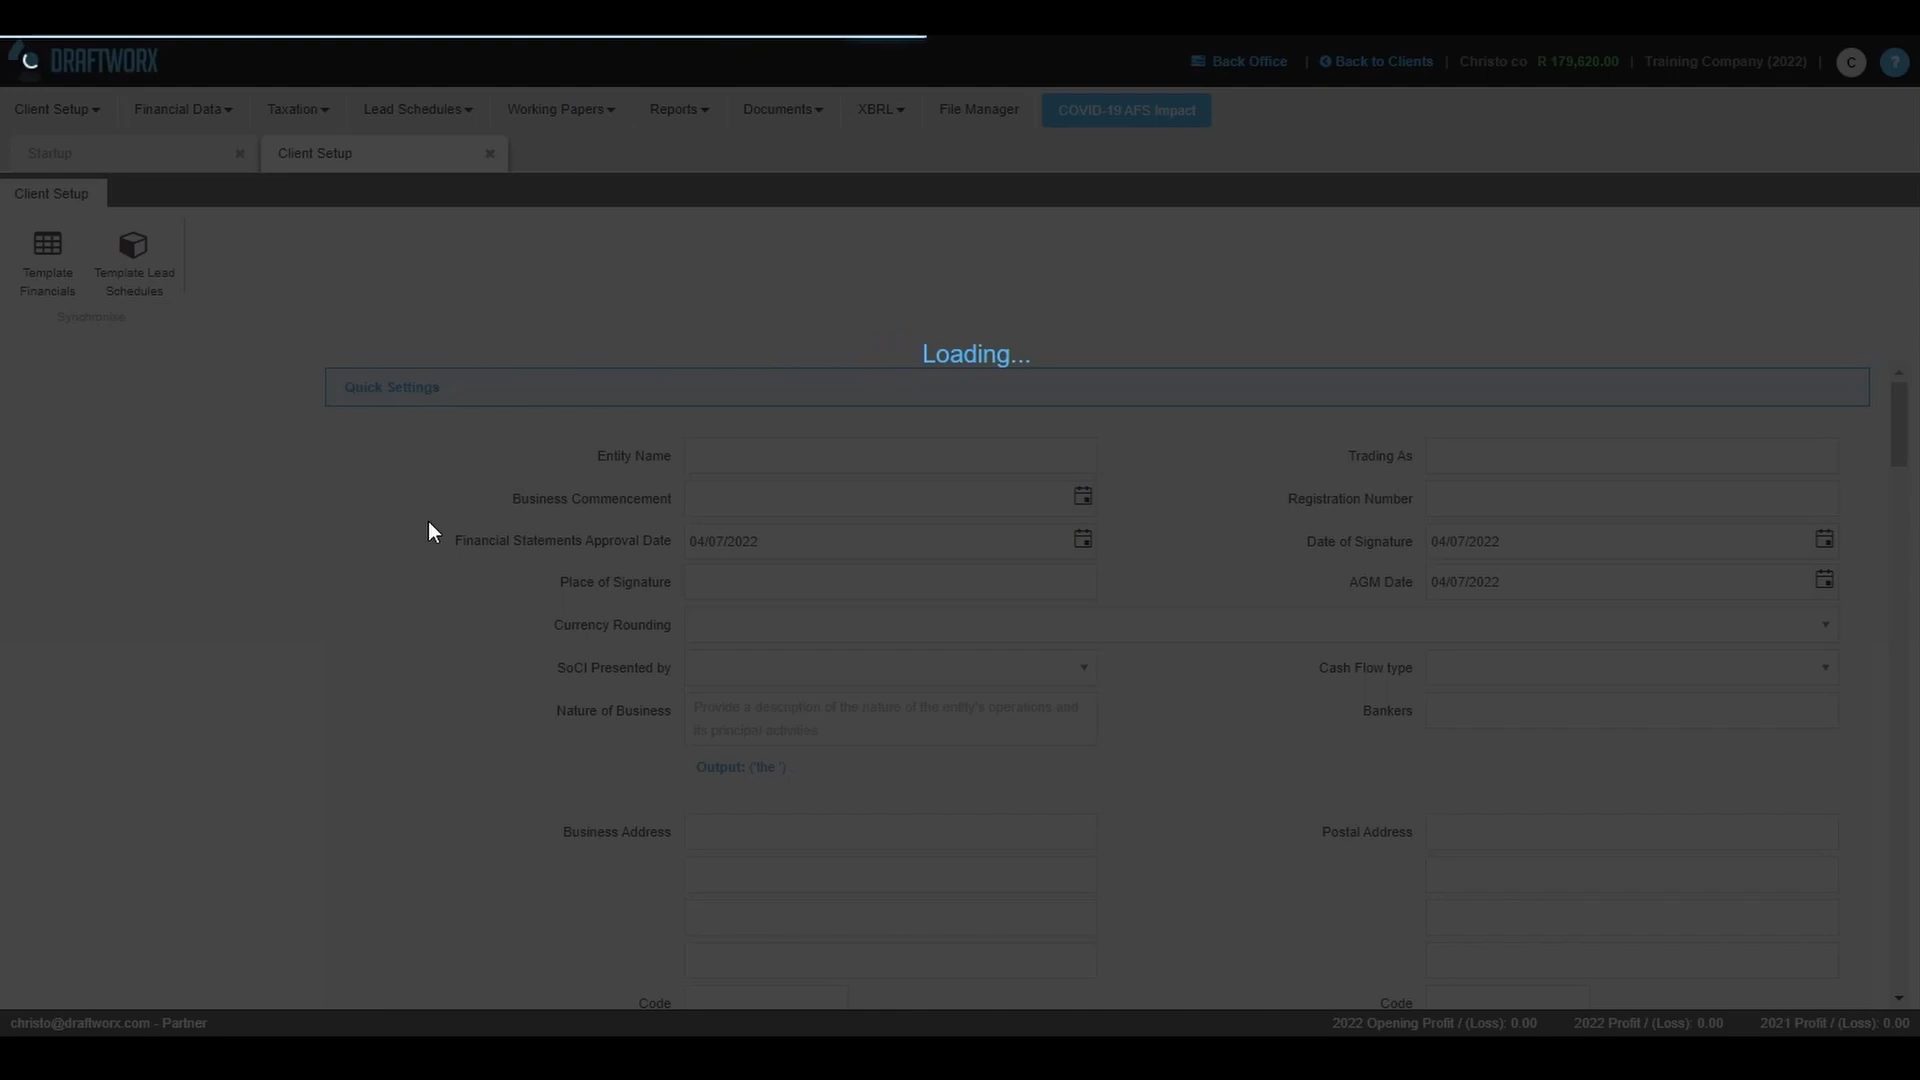 DRAFTWORX
Back Office | Back to Clients | Christo co R 179,620.00 | Training Company (2022) | C ?
Client Setup Financial Data Taxation Lead Schedules Working Papers Reports Documents XBRL File Manager COVID-19 AFS Impact
Startup Client Setup
Client Setup
Template Financials
Template Lead Schedules
Synchronise
Loading...
Quick Settings
Entity Name Trading As
Business Commencement Registration Number
Financial Statements Approval Date 04/07/2022 Date of Signature 04/07/2022
Place of Signature AGM Date 04/07/2022
Currency Rounding
SoCI Presented by Cash Flow type
Nature of Business Provide a description of the nature of the entity's operations and Bankers
its principal activities
Output: ('the ')
Business Address Postal Address
Code Code
christo@draftworx.com - Partner 2022 Opening Profit / (Loss): 0.00 2022 Profit / (Loss): 0.00 2021 Profit / (Loss): 0.00